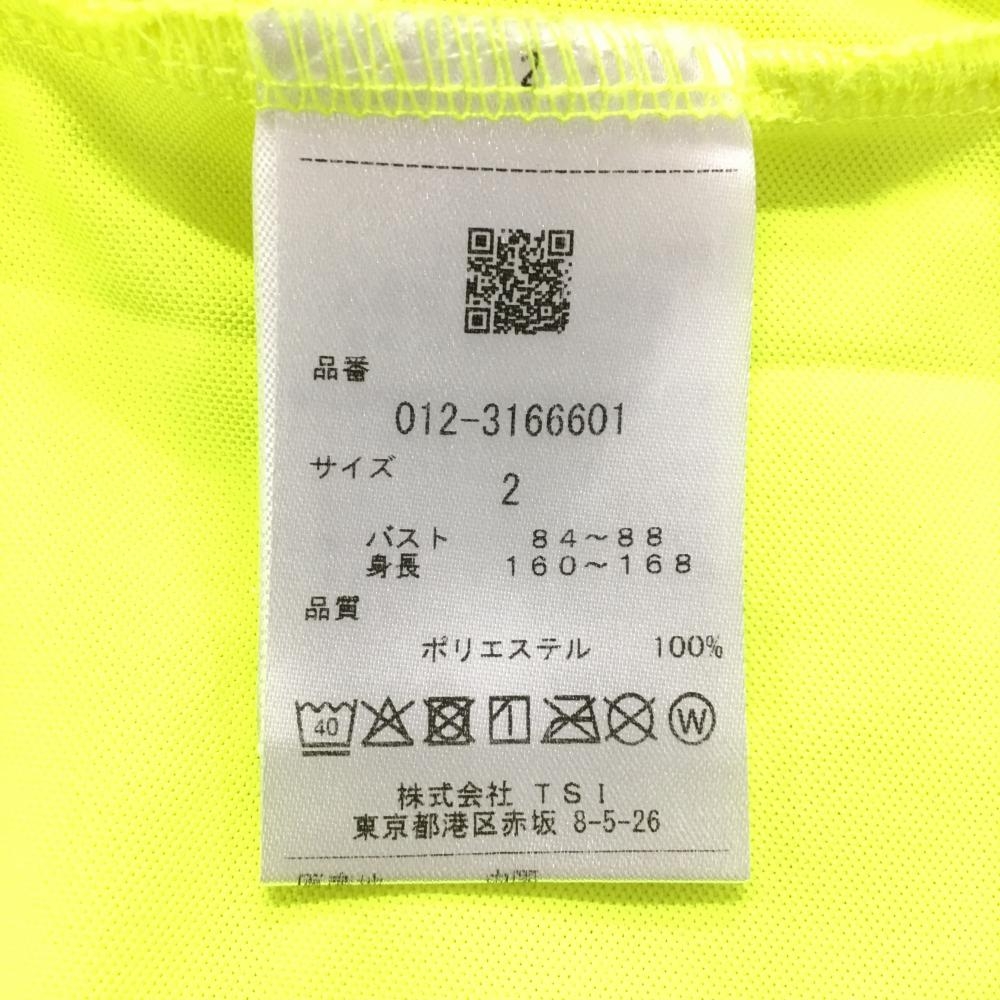 2
品番
012-3166601
サイズ
2
バスト 84～88
身長 160～168
品質
ポリエステル 100%
40
W
株式会社 TSI
東京都港区赤坂 8-5-26